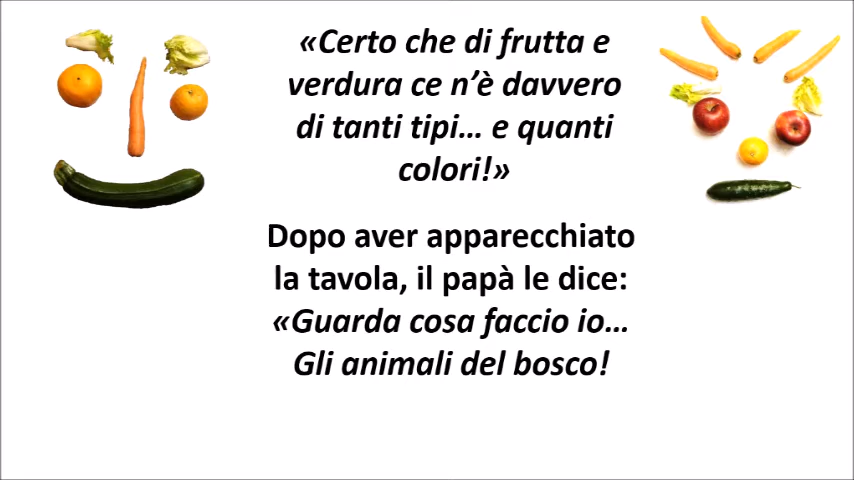 «Certo che di frutta e
verdura ce n’è davvero
di tanti tipi… e quanti
colori!»
Dopo aver apparecchiato
la tavola, il papà le dice:
«Guarda cosa faccio io…
Gli animali del bosco!